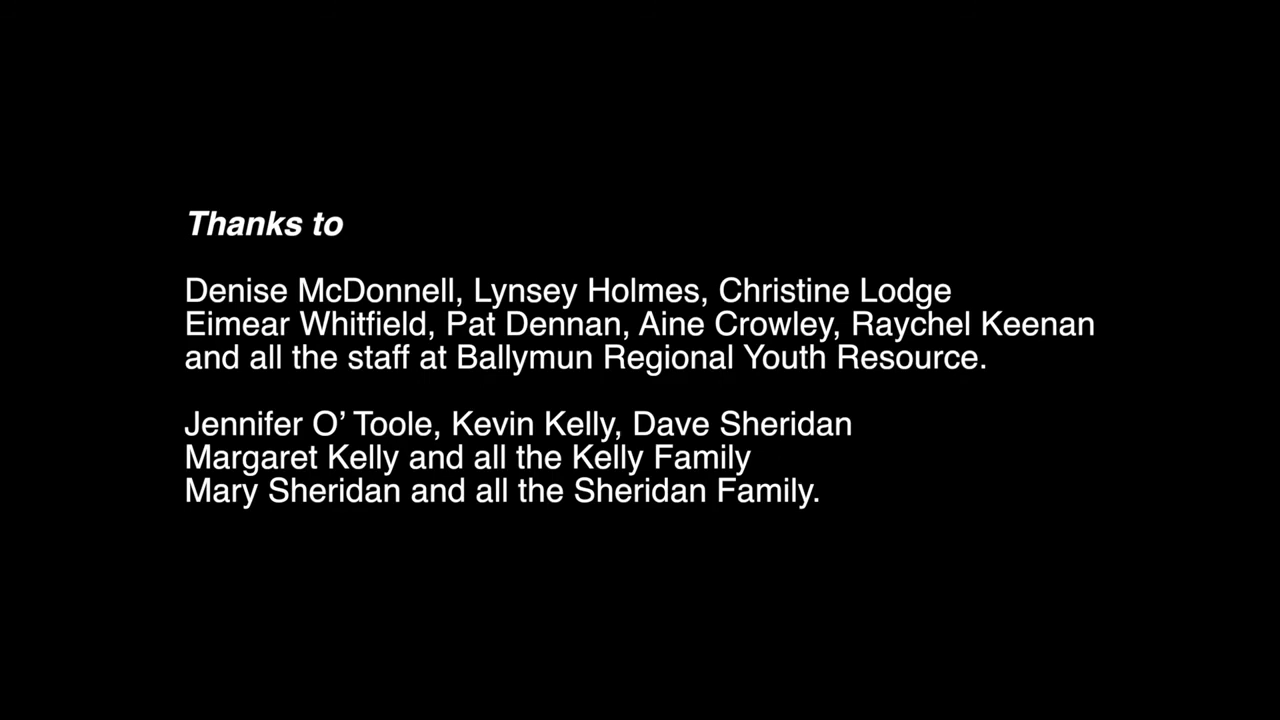 Thanks to
Denise McDonnell, Lynsey Holmes, Christine Lodge
Eimear Whitfield, Pat Dennan, Aine Crowley, Raychel Keenan
and all the staff at Ballymun Regional Youth Resource.
Jennifer O’ Toole, Kevin Kelly, Dave Sheridan
Margaret Kelly and all the Kelly Family
Mary Sheridan and all the Sheridan Family.